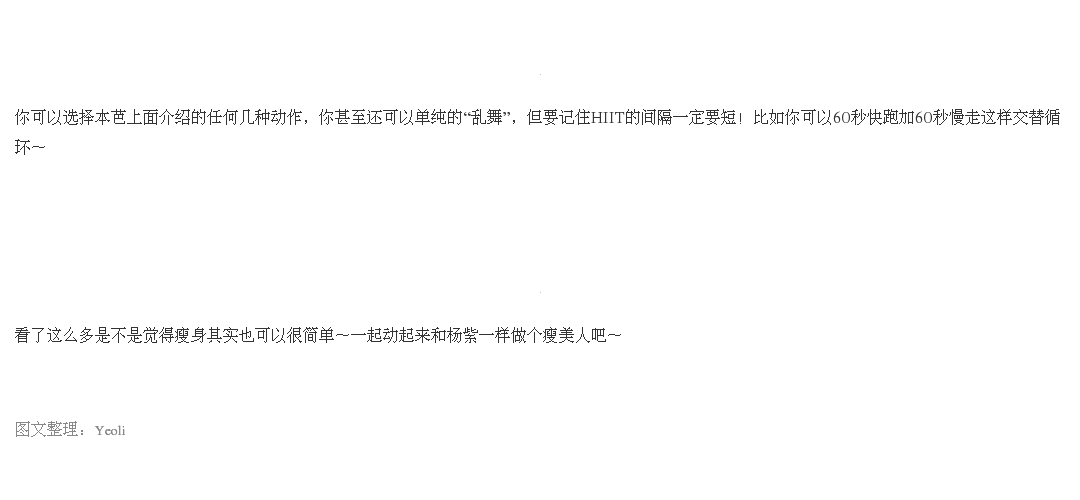 你可以选择本芭上面介绍的任何几种动作，你甚至还可以单纯的“乱舞”，但要记住HIIT的间隔一定要短！比如你可以60秒快跑加60秒慢走这样交替循
环～
看了这么多是不是觉得瘦身其实也可以很简单～一起动起来和杨紫一样做个瘦美人吧～
图文整理：Yeoli